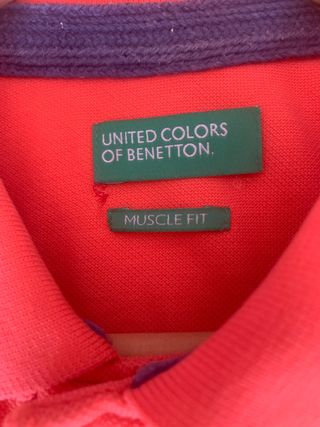 UNITED COLORS
OF BENETTON.
MUSCLE FIT